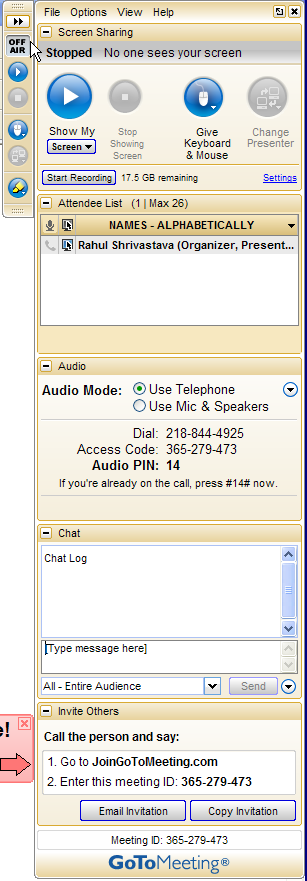 File Options View Help
Screen Sharing
OFF
AIR
Stopped No one sees your screen
Show My
Screen
Stop
Showing
Screen
Give
Keyboard
& Mouse
Change
Presenter
Start Recording 17.5 GB remaining Settings
Attendee List (1 | Max 26)
NAMES - ALPHABETICALLY
Rahul Shrivastava (Organizer, Present...
Audio
Audio Mode: Use Telephone
Use Mic & Speakers
Dial: 218-844-4925
Access Code: 365-279-473
Audio PIN: 14
If you're already on the call, press #14# now.
Chat
Chat Log
[Type message here]
All - Entire Audience Send
Invite Others
e!
Call the person and say:
1. Go to JoinGoToMeeting.com
2. Enter this meeting ID: 365-279-473
Email Invitation Copy Invitation
Meeting ID: 365-279-473
GoToMeeting®